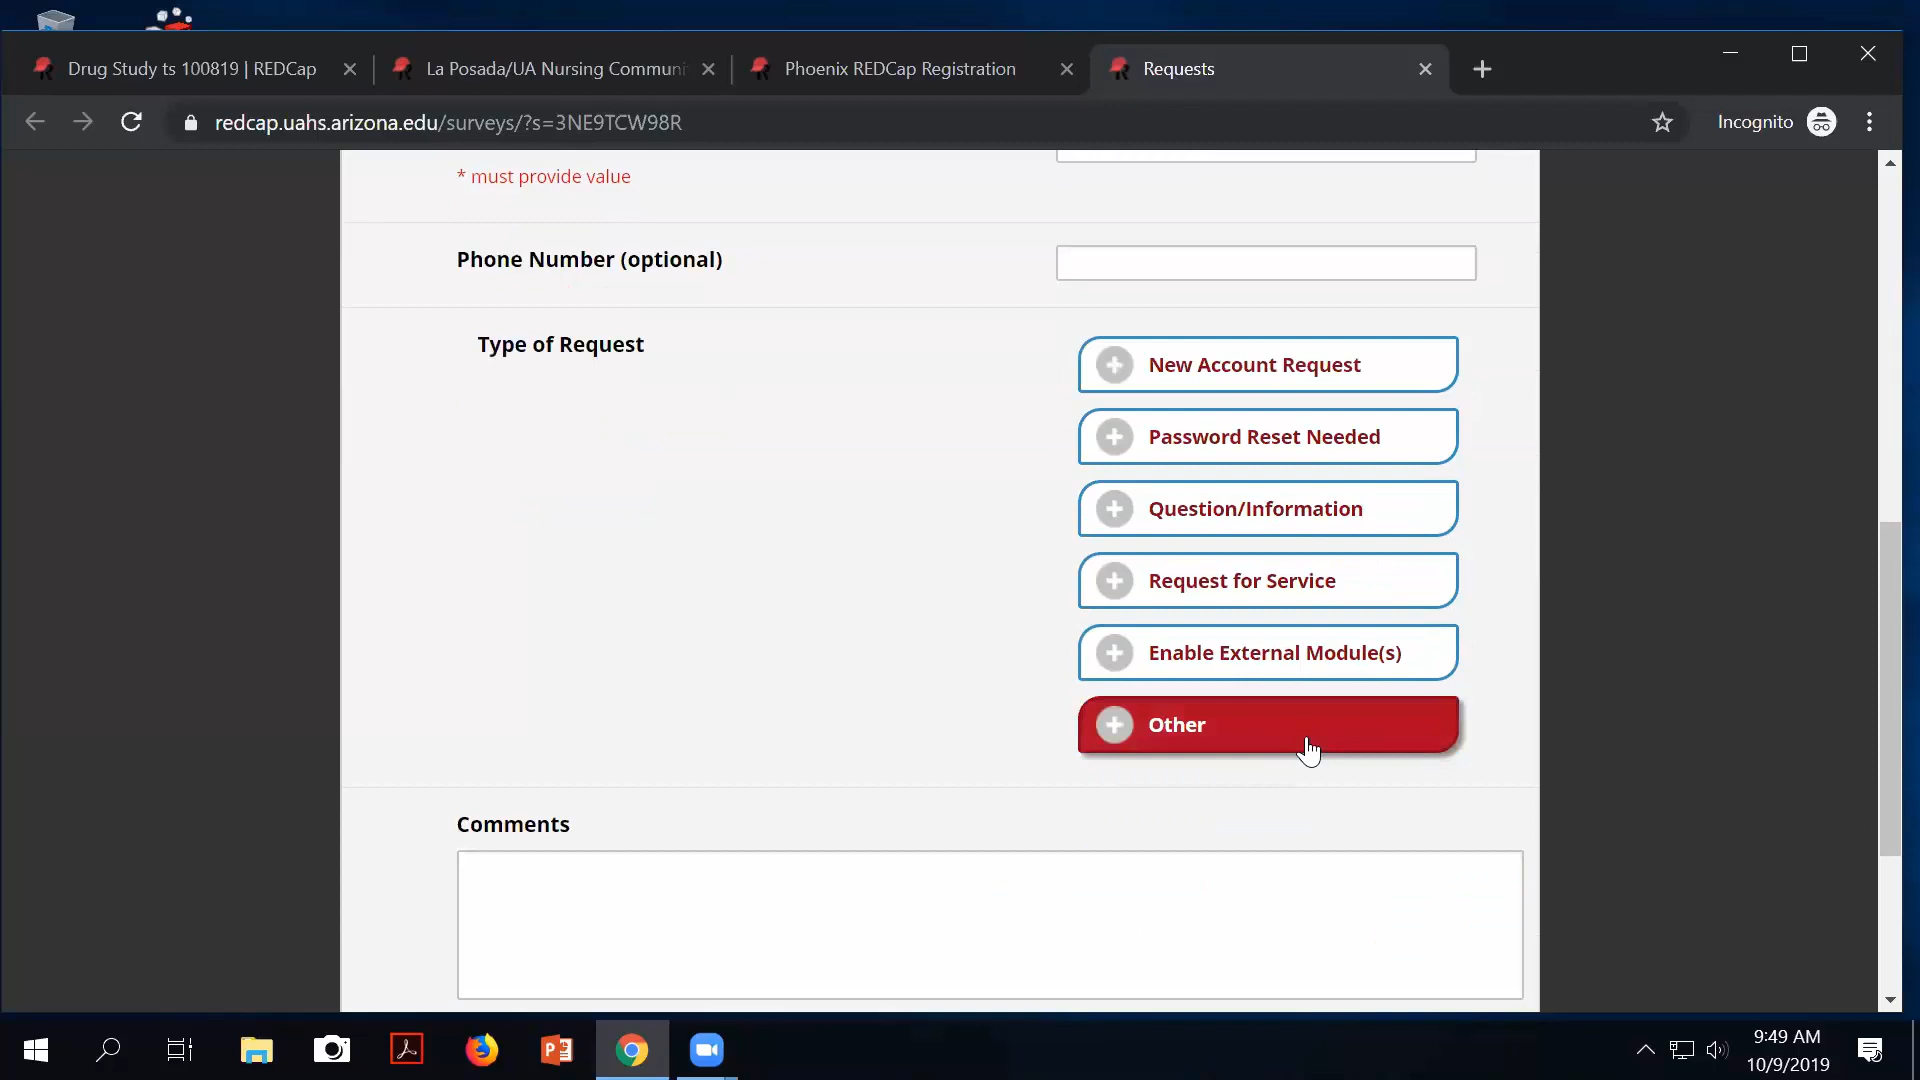 Drug Study ts 100819 | REDCap
La Posada/UA Nursing Communi
Phoenix REDCap Registration
Requests
redcap.uahs.arizona.edu/surveys/?s=3NE9TCW98R
Incognito
* must provide value
Phone Number (optional)
Type of Request
New Account Request
Password Reset Needed
Question/Information
Request for Service
Enable External Module(s)
Other
Comments
9:49 AM
10/9/2019